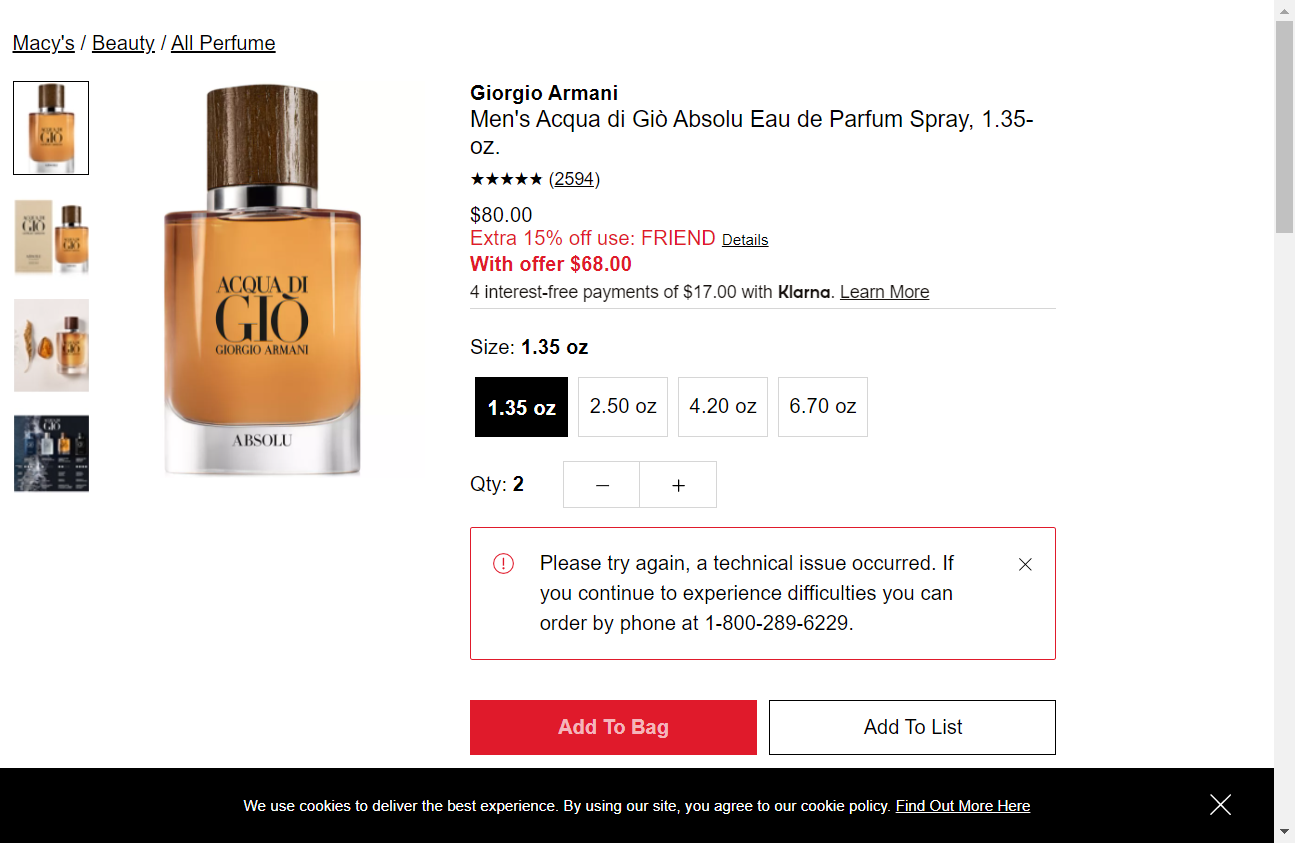 Macy's / Beauty / All Perfume
Giorgio Armani
Men's Acqua di Giò Absolu Eau de Parfum Spray, 1.35-
oz.
★★★★★ (2594)
$80.00
Extra 15% off use: FRIEND Details
With offer $68.00
4 interest-free payments of $17.00 with Klarna. Learn More
Size: 1.35 oz
1.35 oz 2.50 oz 4.20 oz 6.70 oz
Qty: 2 – +
Please try again, a technical issue occurred. If
you continue to experience difficulties you can
order by phone at 1-800-289-6229.
Add To Bag Add To List
ACQUA DI
GIÒ
GIORGIO ARMANI
ABSOLU
ACQUA DI
GIÒ
We use cookies to deliver the best experience. By using our site, you agree to our cookie policy. Find Out More Here